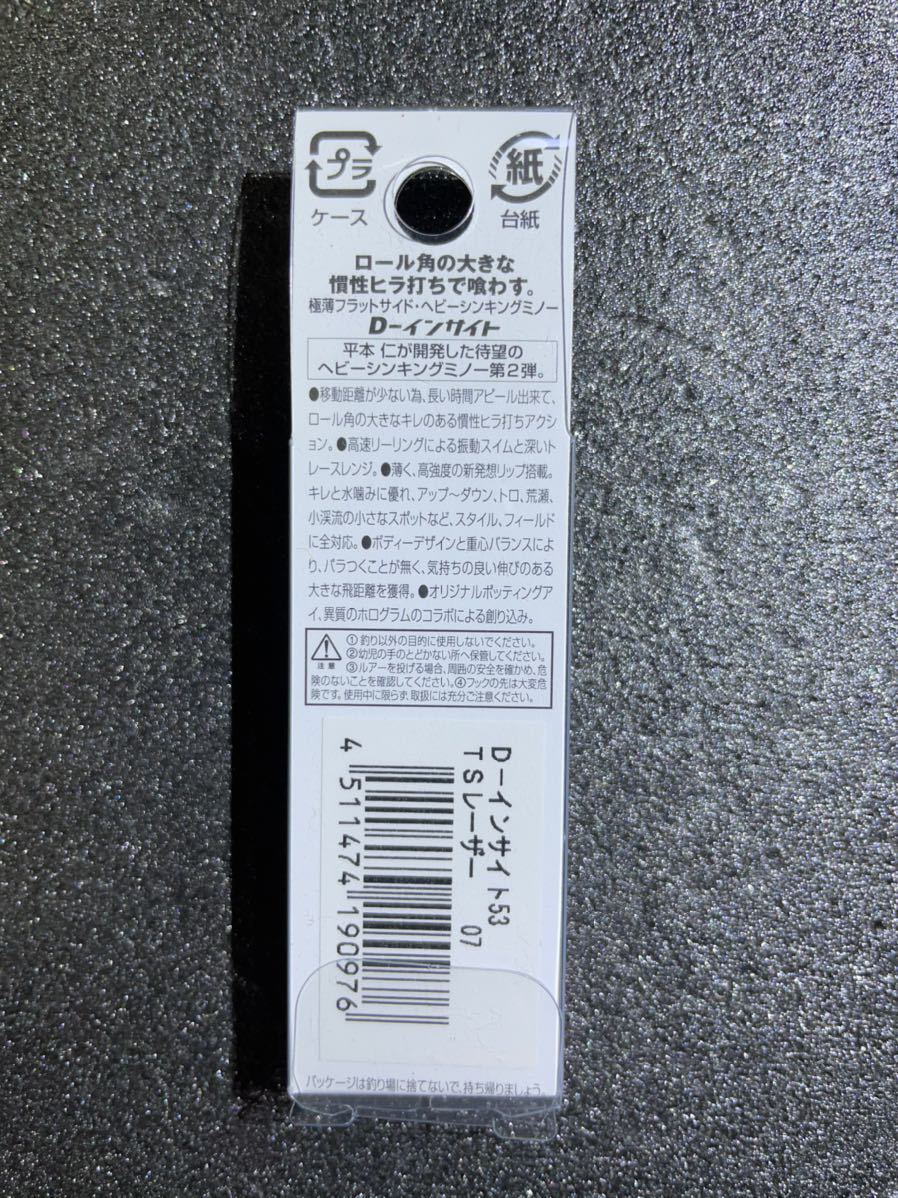 プラ
紙
ケース
台紙
ロール角の大きな
慣性ヒラ打ちで喰わす。
極薄フラットサイド・ヘビーシンキングミノー
D-インサイト
平本 仁が開発した待望の
ヘビーシンキングミノー第2弾。
●移動距離が少ない為、長い時間アピール出来て、
ロール角の大きなキレのある慣性ヒラ打ちアクシ
ョン。●高速リーリングによる振動スイムと深いト
レースレンジ。●薄く、高強度の新発想リップ搭載。
キレと水噛みに優れ、アップ〜ダウン、トロ、荒瀬、
小渓流の小さなスポットなど、スタイル、フィールド
に全対応。●ボディーデザインと重心バランスによ
り、バラつくことが無く、気持ちの良い伸びのある
大きな飛距離を獲得。●オリジナルポッティングア
イ、異質のホログラムのコラボによる創り込み。
注意
①釣り以外の目的に使用しないでください。
②幼児の手のとどかない所へ保管してください。
③ルアーを投げる場合、周囲の安全を確かめ、危
険のないことを確認してください。④フックの先は大変危
険です。使用中に限らず、取扱には充分ご注意ください。
D-インサイト53
TSレーザー 07
4 511474 190976
パッケージは釣り場に捨てないで、持ち帰りましょう。